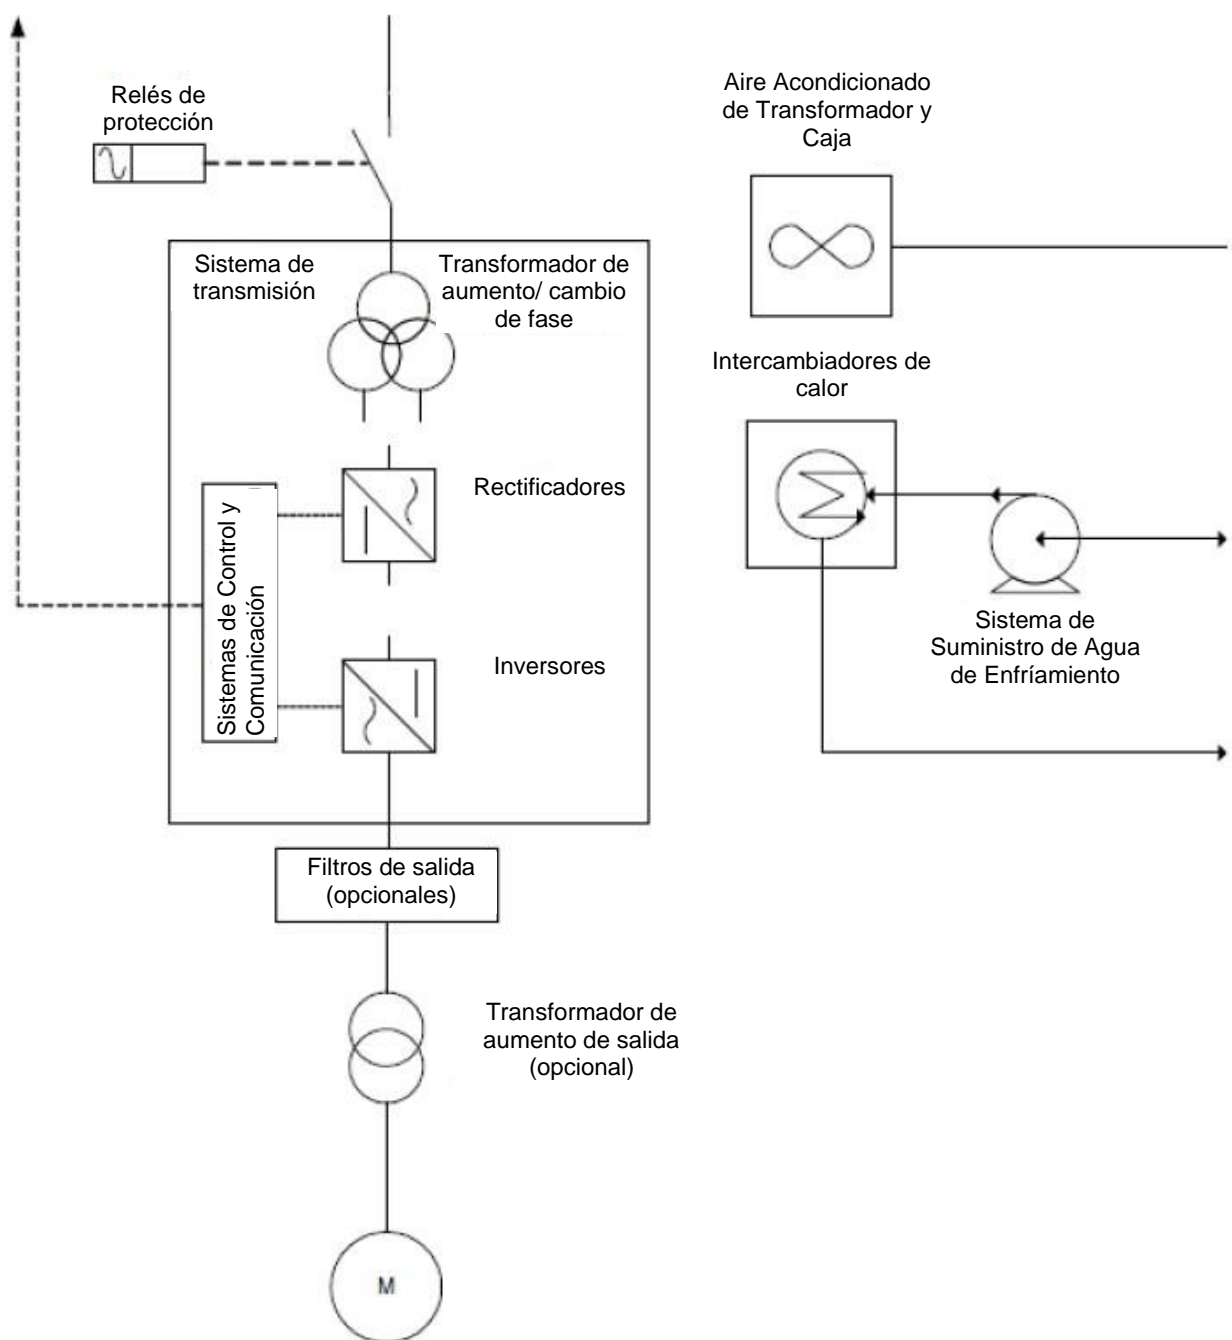 Relés de
protección
Aire Acondicionado
de Transformador y
Caja
Sistema de
transmisión
Transformador de
aumento/ cambio
de fase
Intercambiadores de
calor
Rectificadores
Sistemas de Control y
Comunicación
Inversores
Sistema de
Suministro de Agua
de Enfríamiento
Filtros de salida
(opcionales)
Transformador de
aumento de salida
(opcional)
M